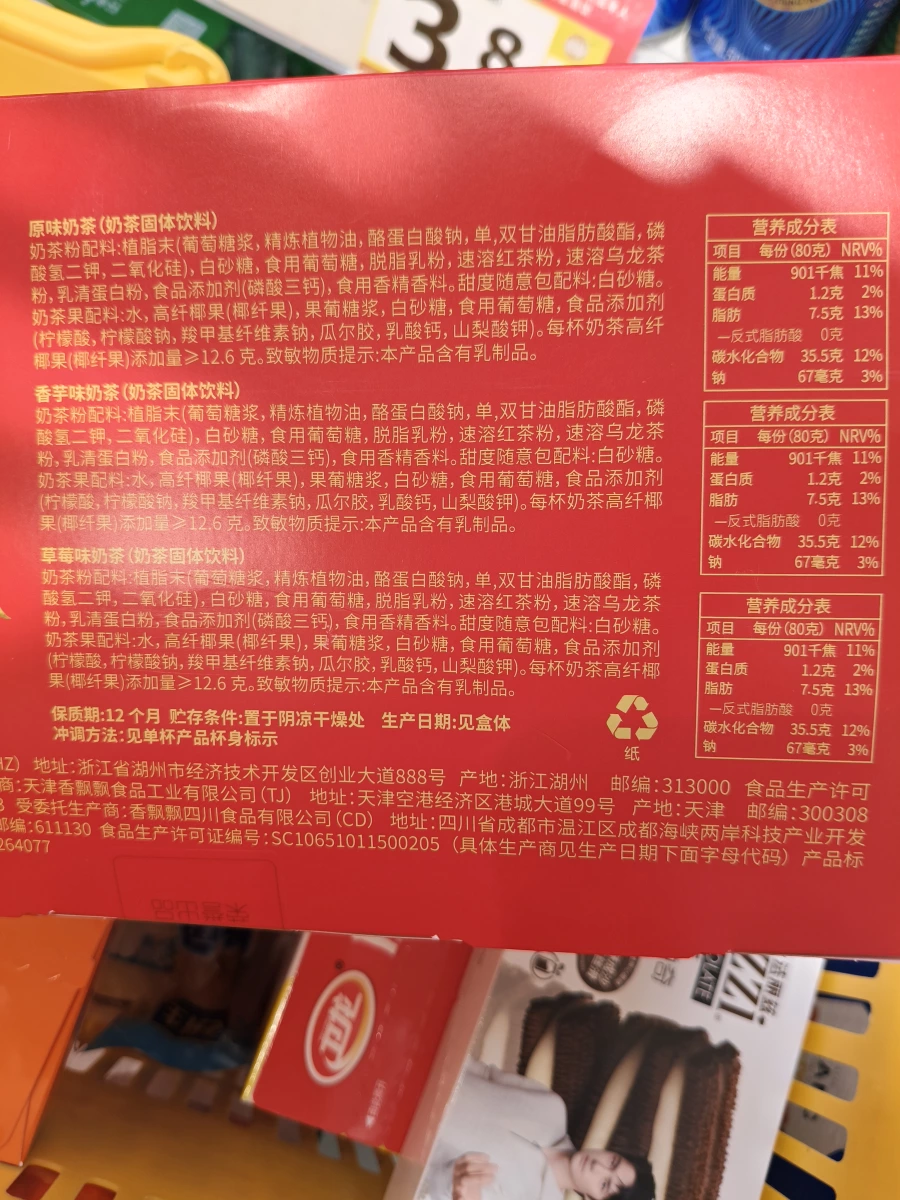 38
原味奶茶(奶茶固体饮料)
奶茶粉配料:植脂末(葡萄糖浆,精炼植物油,酪蛋白酸钠,单,双甘油脂肪酸酯,磷
酸氢二钾,二氧化硅),白砂糖,食用葡萄糖,脱脂乳粉,速溶红茶粉,速溶乌龙茶
粉,乳清蛋白粉,食品添加剂(磷酸三钙),食用香精香料。甜度随意包配料:白砂糖。
奶茶果配料:水,高纤椰果(椰纤果),果葡糖浆,白砂糖,食用葡萄糖,食品添加剂
(柠檬酸,柠檬酸钠,羧甲基纤维素钠,瓜尔胶,乳酸钙,山梨酸钾)。每杯奶茶高纤
椰果(椰纤果)添加量≥12.6克。致敏物质提示:本产品含有乳制品。
香芋味奶茶(奶茶固体饮料)
奶茶粉配料:植脂末(葡萄糖浆,精炼植物油,酪蛋白酸钠,单,双甘油脂肪酸酯,磷
酸氢二钾,二氧化硅),白砂糖,食用葡萄糖,脱脂乳粉,速溶红茶粉,速溶乌龙茶
粉,乳清蛋白粉,食品添加剂(磷酸三钙),食用香精香料。甜度随意包配料:白砂糖。
奶茶果配料:水,高纤椰果(椰纤果),果葡糖浆,白砂糖,食用葡萄糖,食品添加剂
(柠檬酸,柠檬酸钠,羧甲基纤维素钠,瓜尔胶,乳酸钙,山梨酸钾)。每杯奶茶高纤椰
果(椰纤果)添加量≥12.6克。致敏物质提示:本产品含有乳制品。
草莓味奶茶(奶茶固体饮料)
奶茶粉配料:植脂末(葡萄糖浆,精炼植物油,酪蛋白酸钠,单,双甘油脂肪酸酯,磷
酸氢二钾,二氧化硅),白砂糖,食用葡萄糖,脱脂乳粉,速溶红茶粉,速溶乌龙茶
粉,乳清蛋白粉,食品添加剂(磷酸三钙),食用香精香料。甜度随意包配料:白砂糖。
奶茶果配料:水,高纤椰果(椰纤果),果葡糖浆,白砂糖,食用葡萄糖,食品添加剂
(柠檬酸,柠檬酸钠,羧甲基纤维素钠,瓜尔胶,乳酸钙,山梨酸钾)。每杯奶茶高纤椰
果(椰纤果)添加量≥12.6克。致敏物质提示:本产品含有乳制品。
保质期:12个月 贮存条件:置于阴凉干燥处 生产日期:见盒体
冲调方法:见单杯产品杯身标示
营养成分表
项目 每份(80克) NRV%
能量 901千焦 11%
蛋白质 1.2克 2%
脂肪 7.5克 13%
—反式脂肪酸 0克
碳水化合物 35.5克 12%
钠 67毫克 3%
营养成分表
项目 每份(80克) NRV%
能量 901千焦 11%
蛋白质 1.2克 2%
脂肪 7.5克 13%
—反式脂肪酸 0克
碳水化合物 35.5克 12%
钠 67毫克 3%
营养成分表
项目 每份(80克) NRV%
能量 901千焦 11%
蛋白质 1.2克 2%
脂肪 7.5克 13%
—反式脂肪酸 0克
碳水化合物 35.5克 12%
钠 67毫克 3%
纸
HZ) 地址:浙江省湖州市经济技术开发区创业大道888号 产地:浙江湖州 邮编:313000 食品生产许可
商:天津香飘飘食品工业有限公司(TJ) 地址:天津空港经济区港城大道99号 产地:天津 邮编:300308
3 受委托生产商:香飘飘四川食品有限公司(CD) 地址:四川省成都市温江区成都海峡两岸科技产业开发
邮编:611130 食品生产许可证编号:SC10651011500205 (具体生产商见生产日期下面字母代码) 产品标
264077
荣誉出品
卫龙